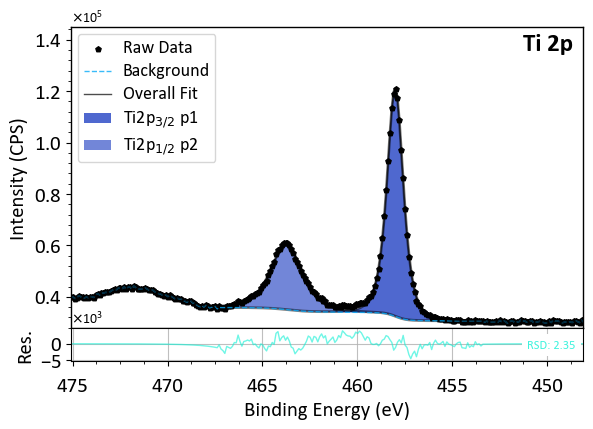 ×10⁵
Ti 2p
Raw Data
Background
Overall Fit
Ti2p₃/₂ p1
Ti2p₁/₂ p2
Intensity (CPS)
1.4
1.2
1.0
0.8
0.6
0.4
×10³
Res.
0
−5
RSD: 2.35
475 470 465 460 455 450
Binding Energy (eV)